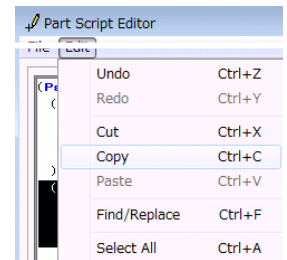 Part Script Editor
File Edit
Undo Ctrl+Z
Redo Ctrl+Y
Cut Ctrl+X
Copy Ctrl+C
Paste Ctrl+V
Find/Replace Ctrl+F
Select All Ctrl+A